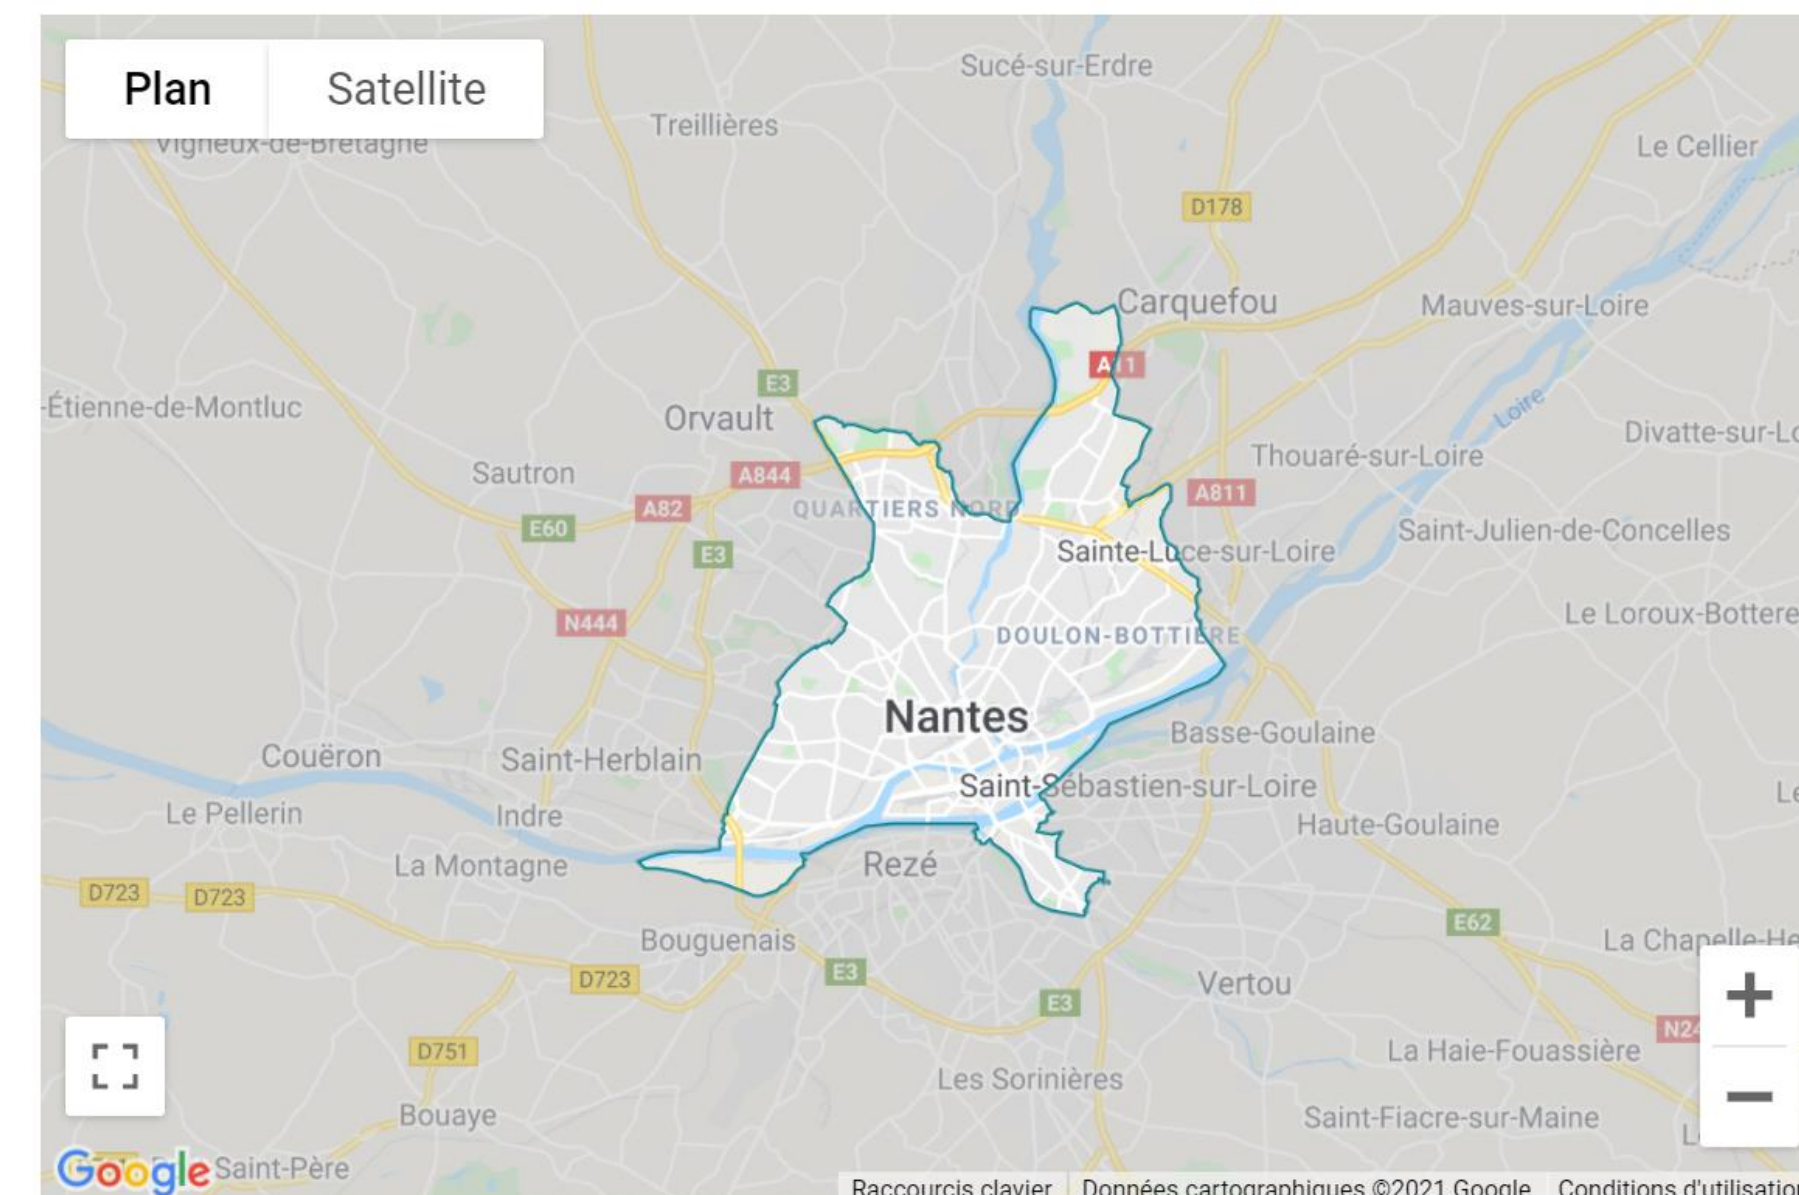 Plan
Satellite
Sucé-sur-Erdre
Treillières
Vigneux-de-Bretagne
Le Cellier
D178
Carquefou
Mauves-sur-Loire
A11
E3
-Étienne-de-Montluc
Orvault
Loire
Divatte-sur-Lo
Thouaré-sur-Loire
Sautron
A844
A811
A82
QUARTIERS NORD
E60
Saint-Julien-de-Concelles
E3
Sainte-Luce-sur-Loire
N444
Le Loroux-Bottere
DOULON-BOTTIÈRE
Nantes
Basse-Goulaine
Couëron
Saint-Herblain
Saint-Sébastien-sur-Loire
Le
Le Pellerin
Indre
Haute-Goulaine
La Montagne
Rezé
D723
D723
E62
Bouguenais
La Chapelle-He
E3
D723
Vertou
E3
N24
D751
La Haie-Fouassière
Les Sorinières
Bouaye
Saint-Fiacre-sur-Maine
L
Google
Saint-Père
Raccourcis clavier
Données cartographiques ©2021 Google
Conditions d'utilisation